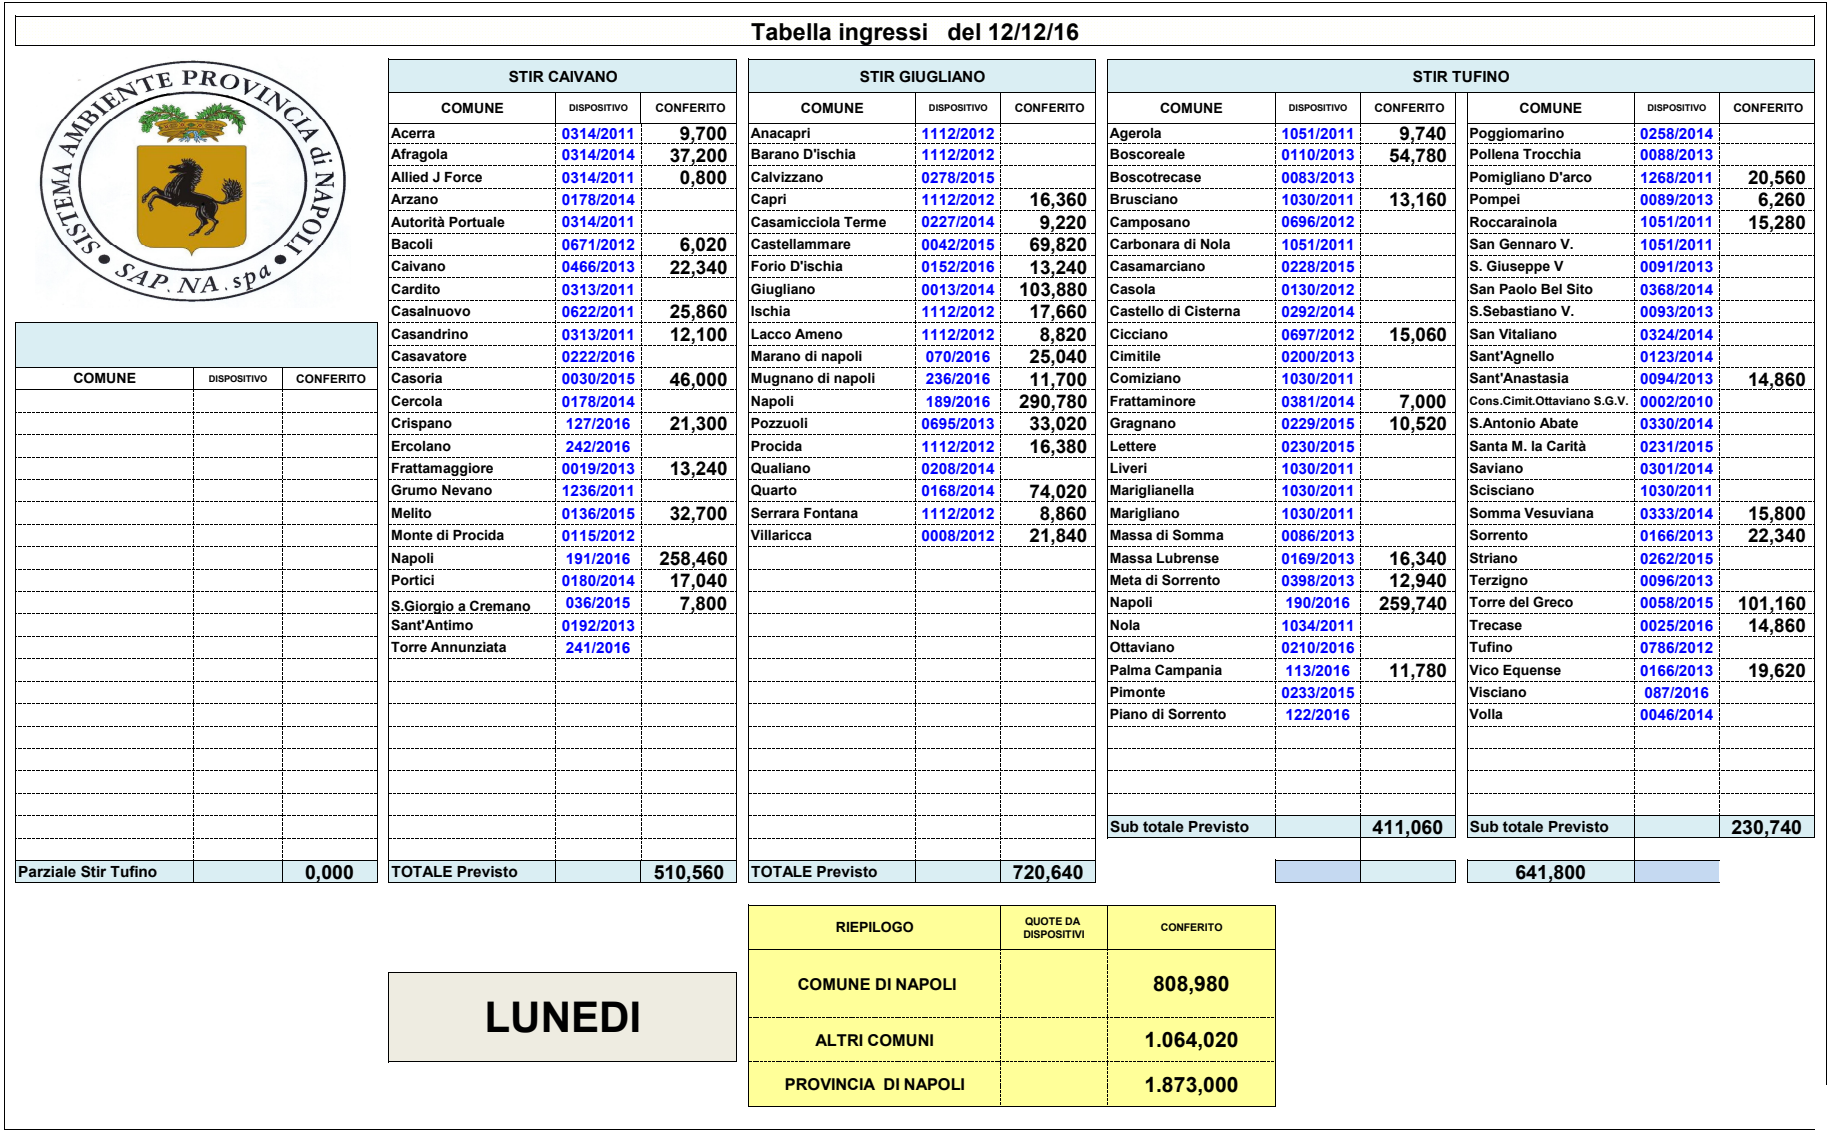 Tabella ingressi del 12/12/16
SISTEMA AMBIENTE PROVINCIA di NAPOLI
SAP. NA. spa
COMUNE DISPOSITIVO CONFERITO
Parziale Stir Tufino 0,000
STIR CAIVANO
COMUNE DISPOSITIVO CONFERITO
Acerra 0314/2011 9,700
Afragola 0314/2014 37,200
Allied J Force 0314/2011 0,800
Arzano 0178/2014
Autorità Portuale 0314/2011
Bacoli 0671/2012 6,020
Caivano 0466/2013 22,340
Cardito 0313/2011
Casalnuovo 0622/2011 25,860
Casandrino 0313/2011 12,100
Casavatore 0222/2016
Casoria 0030/2015 46,000
Cercola 0178/2014
Crispano 127/2016 21,300
Ercolano 242/2016
Frattamaggiore 0019/2013 13,240
Grumo Nevano 1236/2011
Melito 0136/2015 32,700
Monte di Procida 0115/2012
Napoli 191/2016 258,460
Portici 0180/2014 17,040
S.Giorgio a Cremano 036/2015 7,800
Sant'Antimo 0192/2013
Torre Annunziata 241/2016
TOTALE Previsto 510,560
STIR GIUGLIANO
COMUNE DISPOSITIVO CONFERITO
Anacapri 1112/2012
Barano D'ischia 1112/2012
Calvizzano 0278/2015
Capri 1112/2012 16,360
Casamicciola Terme 0227/2014 9,220
Castellammare 0042/2015 69,820
Forio D'ischia 0152/2016 13,240
Giugliano 0013/2014 103,880
Ischia 1112/2012 17,660
Lacco Ameno 1112/2012 8,820
Marano di napoli 070/2016 25,040
Mugnano di napoli 236/2016 11,700
Napoli 189/2016 290,780
Pozzuoli 0695/2013 33,020
Procida 1112/2012 16,380
Qualiano 0208/2014
Quarto 0168/2014 74,020
Serrara Fontana 1112/2012 8,860
Villaricca 0008/2012 21,840
TOTALE Previsto 720,640
STIR TUFINO
COMUNE DISPOSITIVO CONFERITO
Agerola 1051/2011 9,740
Boscoreale 0110/2013 54,780
Boscotrecase 0083/2013
Brusciano 1030/2011 13,160
Camposano 0696/2012
Carbonara di Nola 1051/2011
Casamarciano 0228/2015
Casola 0130/2012
Castello di Cisterna 0292/2014
Cicciano 0697/2012 15,060
Cimitile 0200/2013
Comiziano 1030/2011
Frattaminore 0381/2014 7,000
Gragnano 0229/2015 10,520
Lettere 0230/2015
Liveri 1030/2011
Mariglianella 1030/2011
Marigliano 1030/2011
Massa di Somma 0086/2013
Massa Lubrense 0169/2013 16,340
Meta di Sorrento 0398/2013 12,940
Napoli 190/2016 259,740
Nola 1034/2011
Ottaviano 0210/2016
Palma Campania 113/2016 11,780
Pimonte 0233/2015
Piano di Sorrento 122/2016
Sub totale Previsto 411,060
COMUNE DISPOSITIVO CONFERITO
Poggiomarino 0258/2014
Pollena Trocchia 0088/2013
Pomigliano D'arco 1268/2011 20,560
Pompei 0089/2013 6,260
Roccarainola 1051/2011 15,280
San Gennaro V. 1051/2011
S. Giuseppe V 0091/2013
San Paolo Bel Sito 0368/2014
S.Sebastiano V. 0093/2013
San Vitaliano 0324/2014
Sant'Agnello 0123/2014
Sant'Anastasia 0094/2013 14,860
Cons.Cimit.Ottaviano S.G.V. 0002/2010
S.Antonio Abate 0330/2014
Santa M. la Carità 0231/2015
Saviano 0301/2014
Scisciano 1030/2011
Somma Vesuviana 0333/2014 15,800
Sorrento 0166/2013 22,340
Striano 0262/2015
Terzigno 0096/2013
Torre del Greco 0058/2015 101,160
Trecase 0025/2016 14,860
Tufino 0786/2012
Vico Equense 0166/2013 19,620
Visciano 087/2016
Volla 0046/2014
Sub totale Previsto 230,740
641,800
LUNEDI
RIEPILOGO QUOTE DA DISPOSITIVI CONFERITO
COMUNE DI NAPOLI 808,980
ALTRI COMUNI 1.064,020
PROVINCIA DI NAPOLI 1.873,000